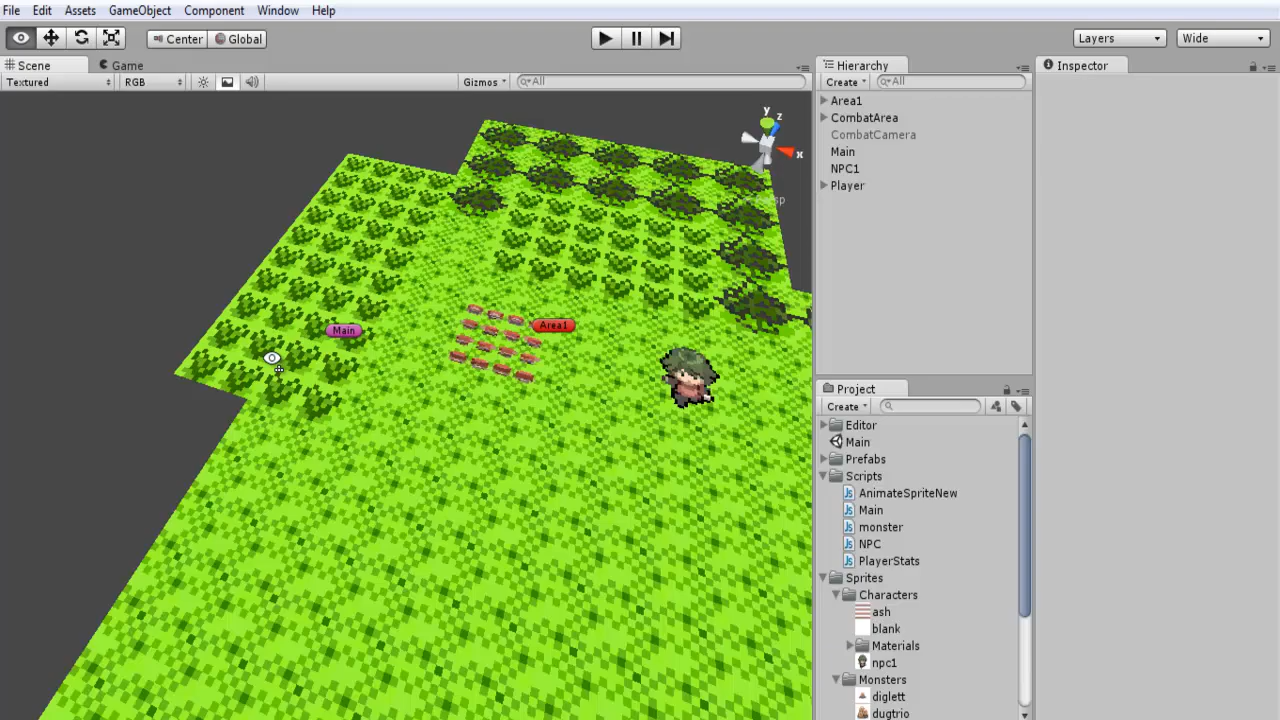 File Edit Assets GameObject Component Window Help
Center Global Layers Wide
Scene Game Hierarchy Inspector
Textured RGB Gizmos All Create All
y
z
x
Persp
Area1
CombatArea
CombatCamera
Main
NPC1
Player
Main
Area1
Project
Create
Editor
Main
Prefabs
Scripts
AnimateSpriteNew
Main
monster
NPC
PlayerStats
Sprites
Characters
ash
blank
Materials
npc1
Monsters
diglett
dugtrio